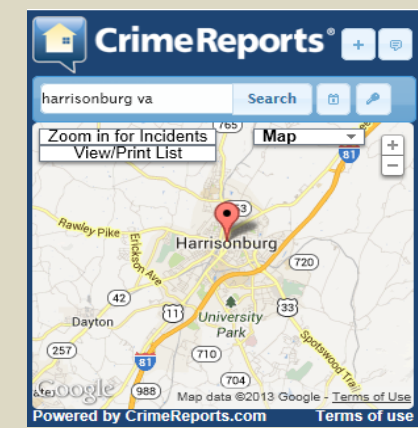 CrimeReports®
harrisonburg va Search
Zoom in for Incidents
View/Print List
Map
765
81
53
Rawley Pike
Erickson Ave
Harrisonburg
720
42
11
University Park
33
Dayton
257
710
81
Spotswood Trail
704
988
Google
Map data ©2013 Google - Terms of Use
Powered by CrimeReports.com Terms of use